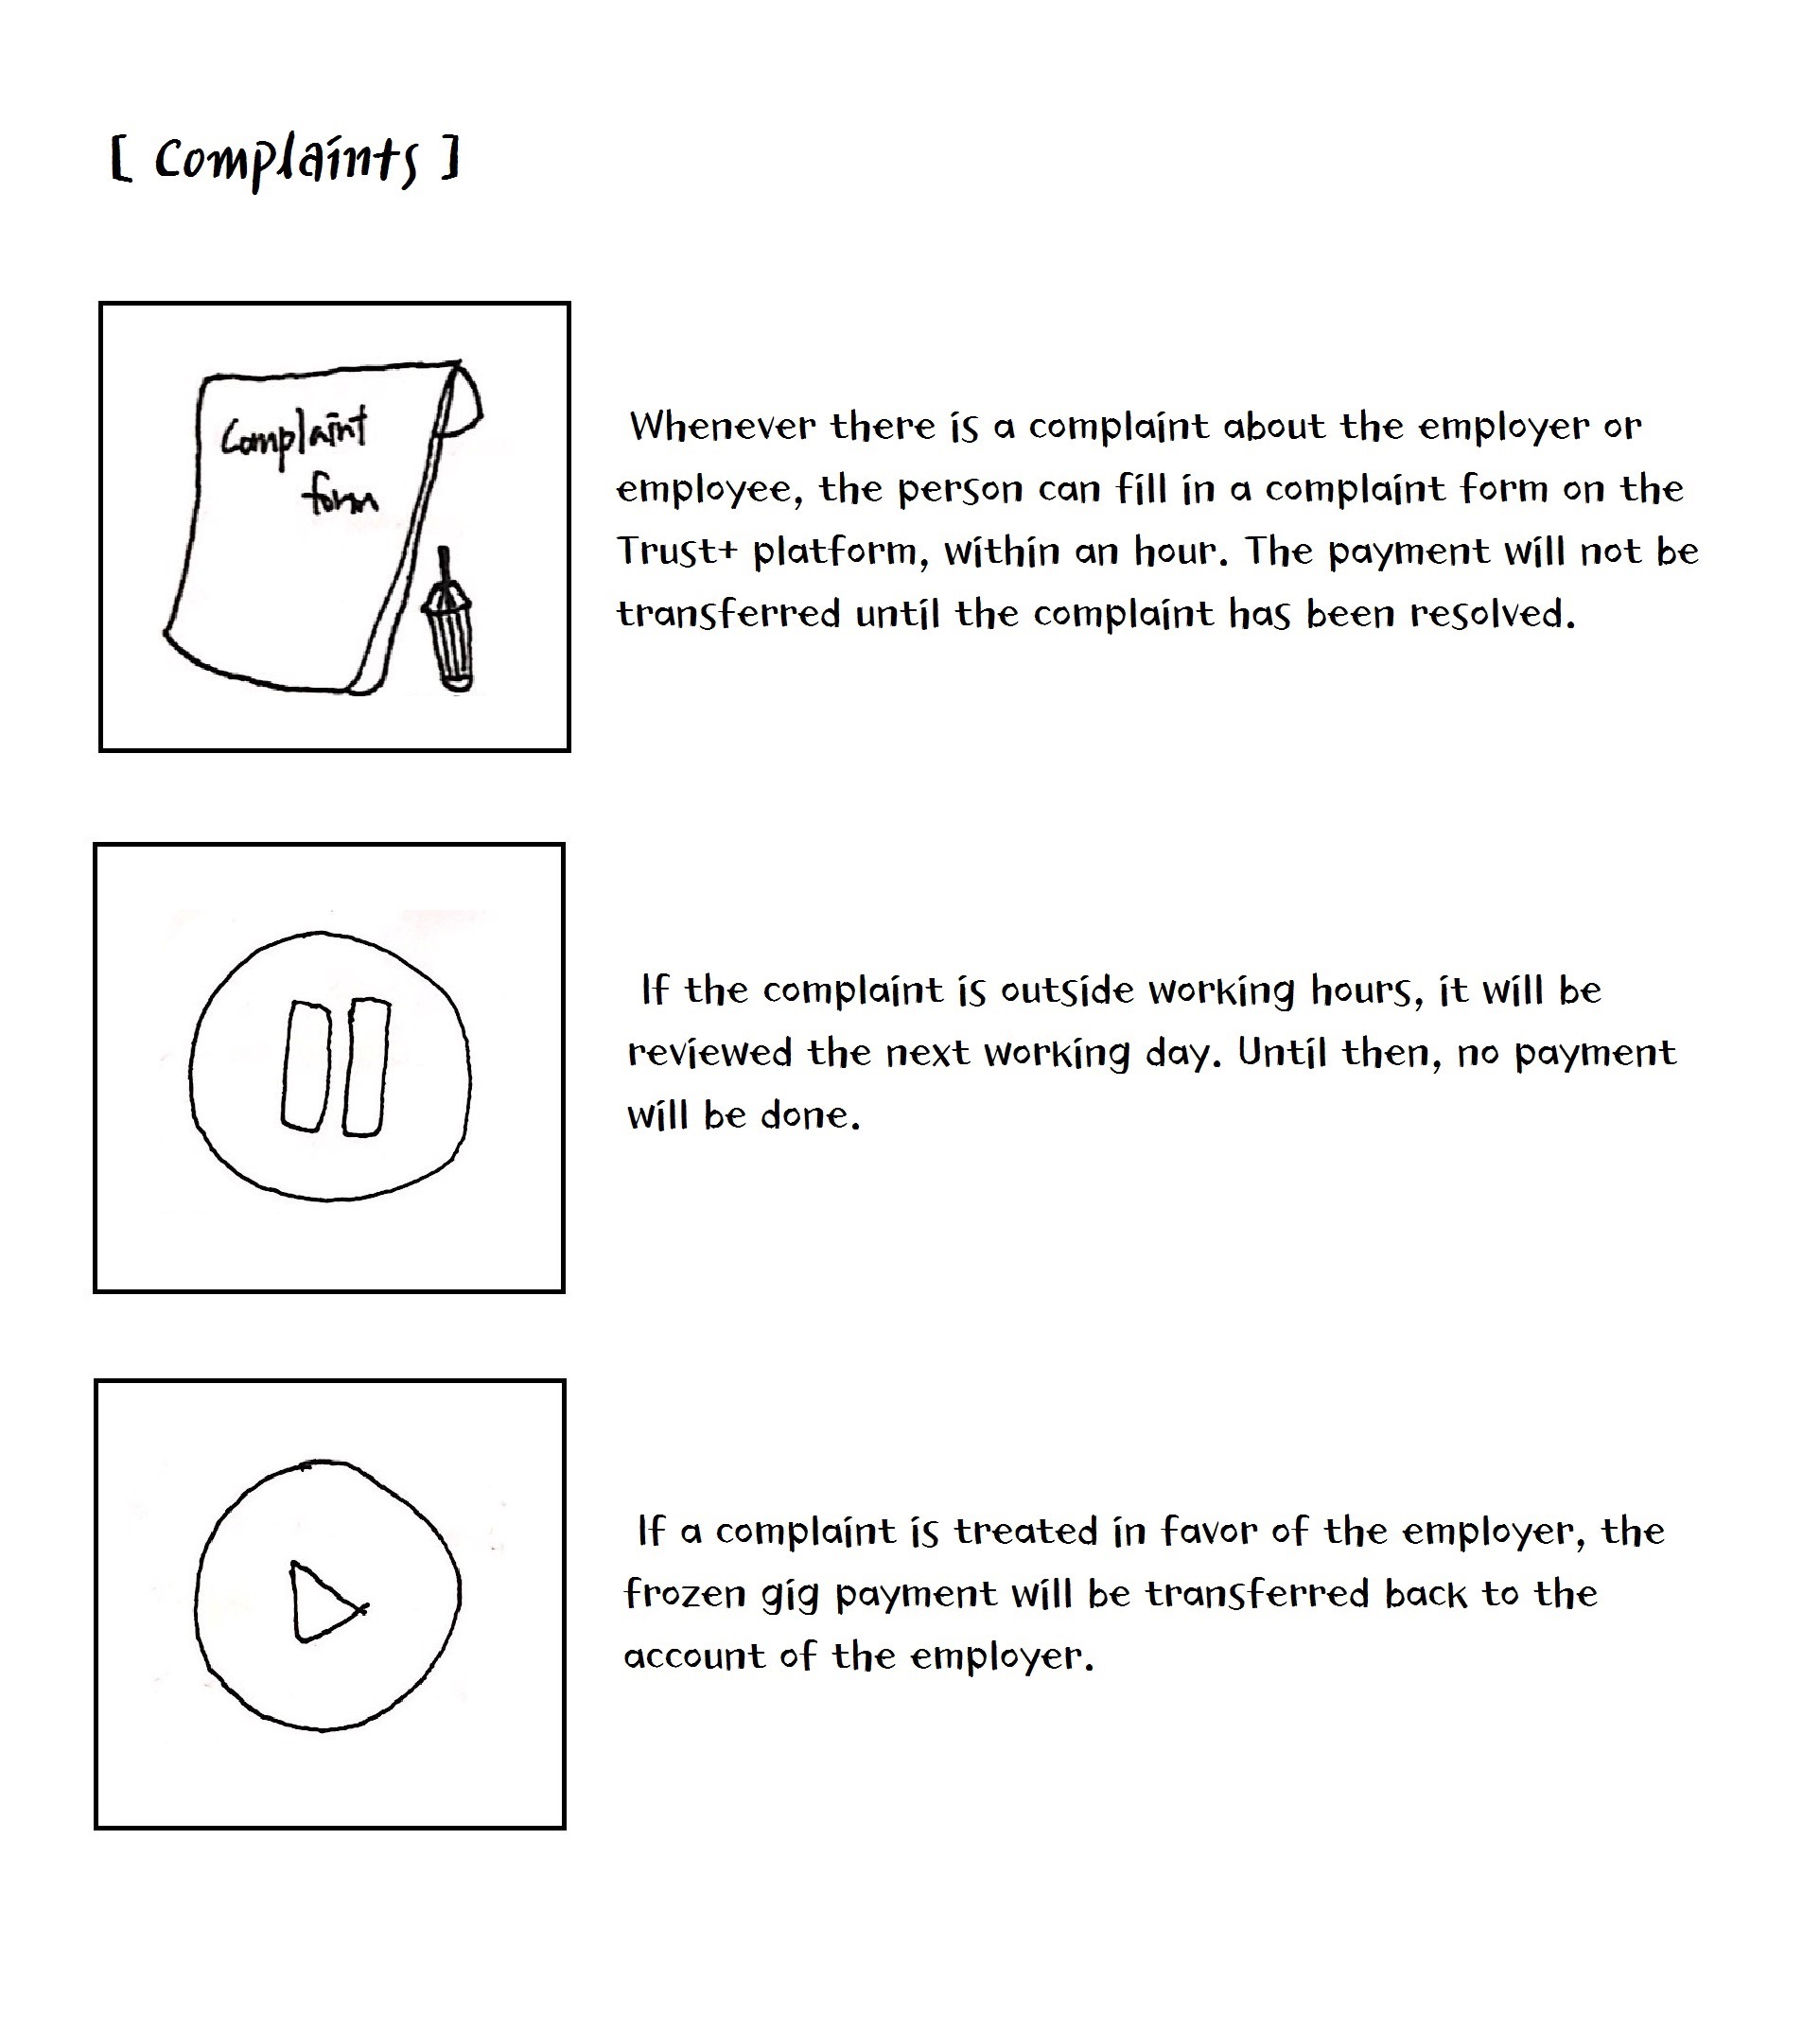 [ Complaints ]
Complaint
form
Whenever there is a complaint about the employer or
employee, the person can fill in a complaint form on the
Trust+ platform, within an hour. The payment will not be
transferred until the complaint has been resolved.
If the complaint is outside working hours, it will be
reviewed the next working day. Until then, no payment
will be done.
If a complaint is treated in favor of the employer, the
frozen gig payment will be transferred back to the
account of the employer.